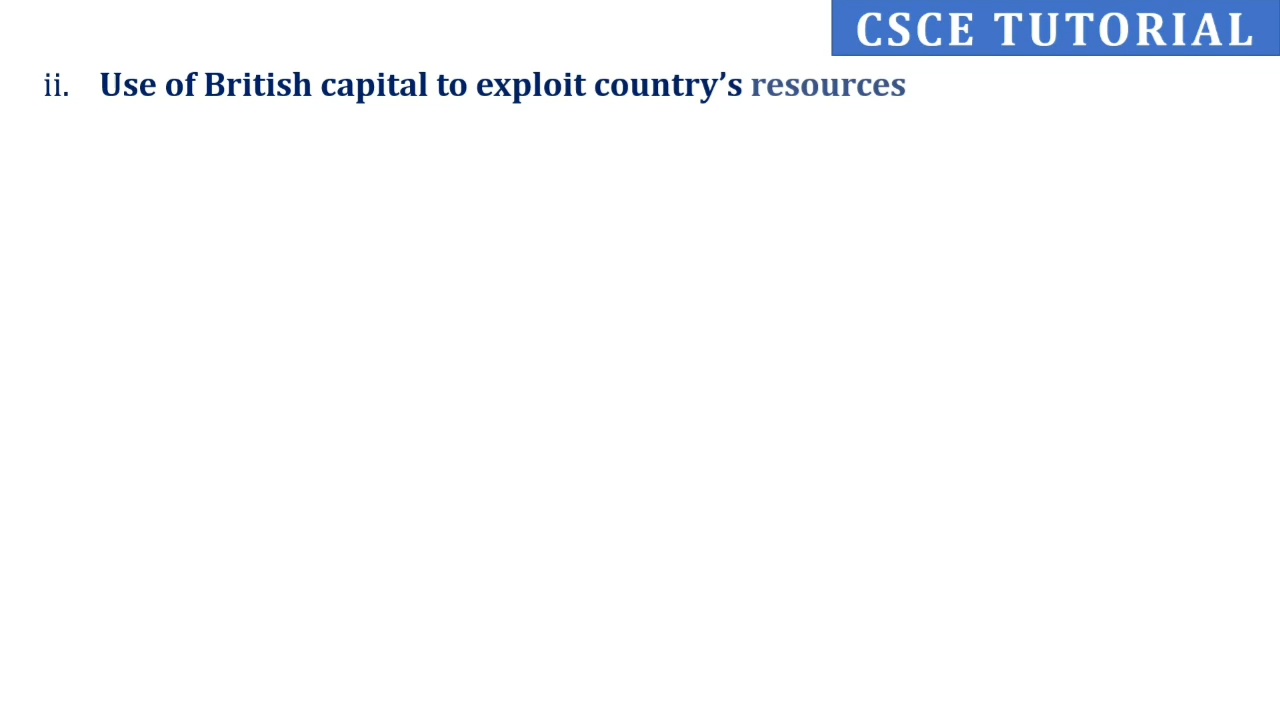 CSCE TUTORIAL
ii. Use of British capital to exploit country’s resources